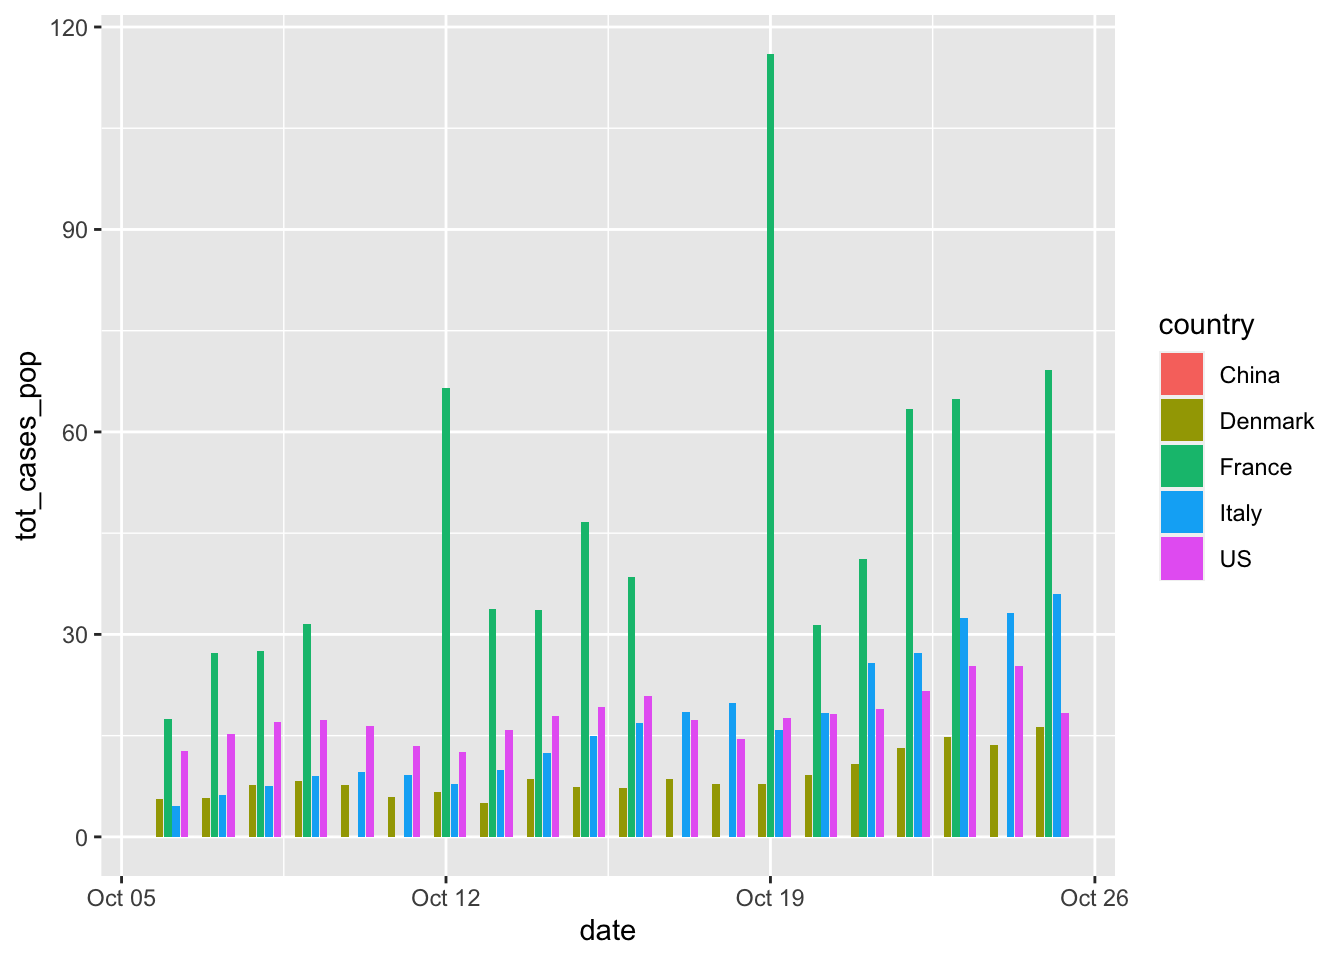 120
90
60
30
0
tot_cases_pop
Oct 05
Oct 12
Oct 19
Oct 26
date
country
China
Denmark
France
Italy
US